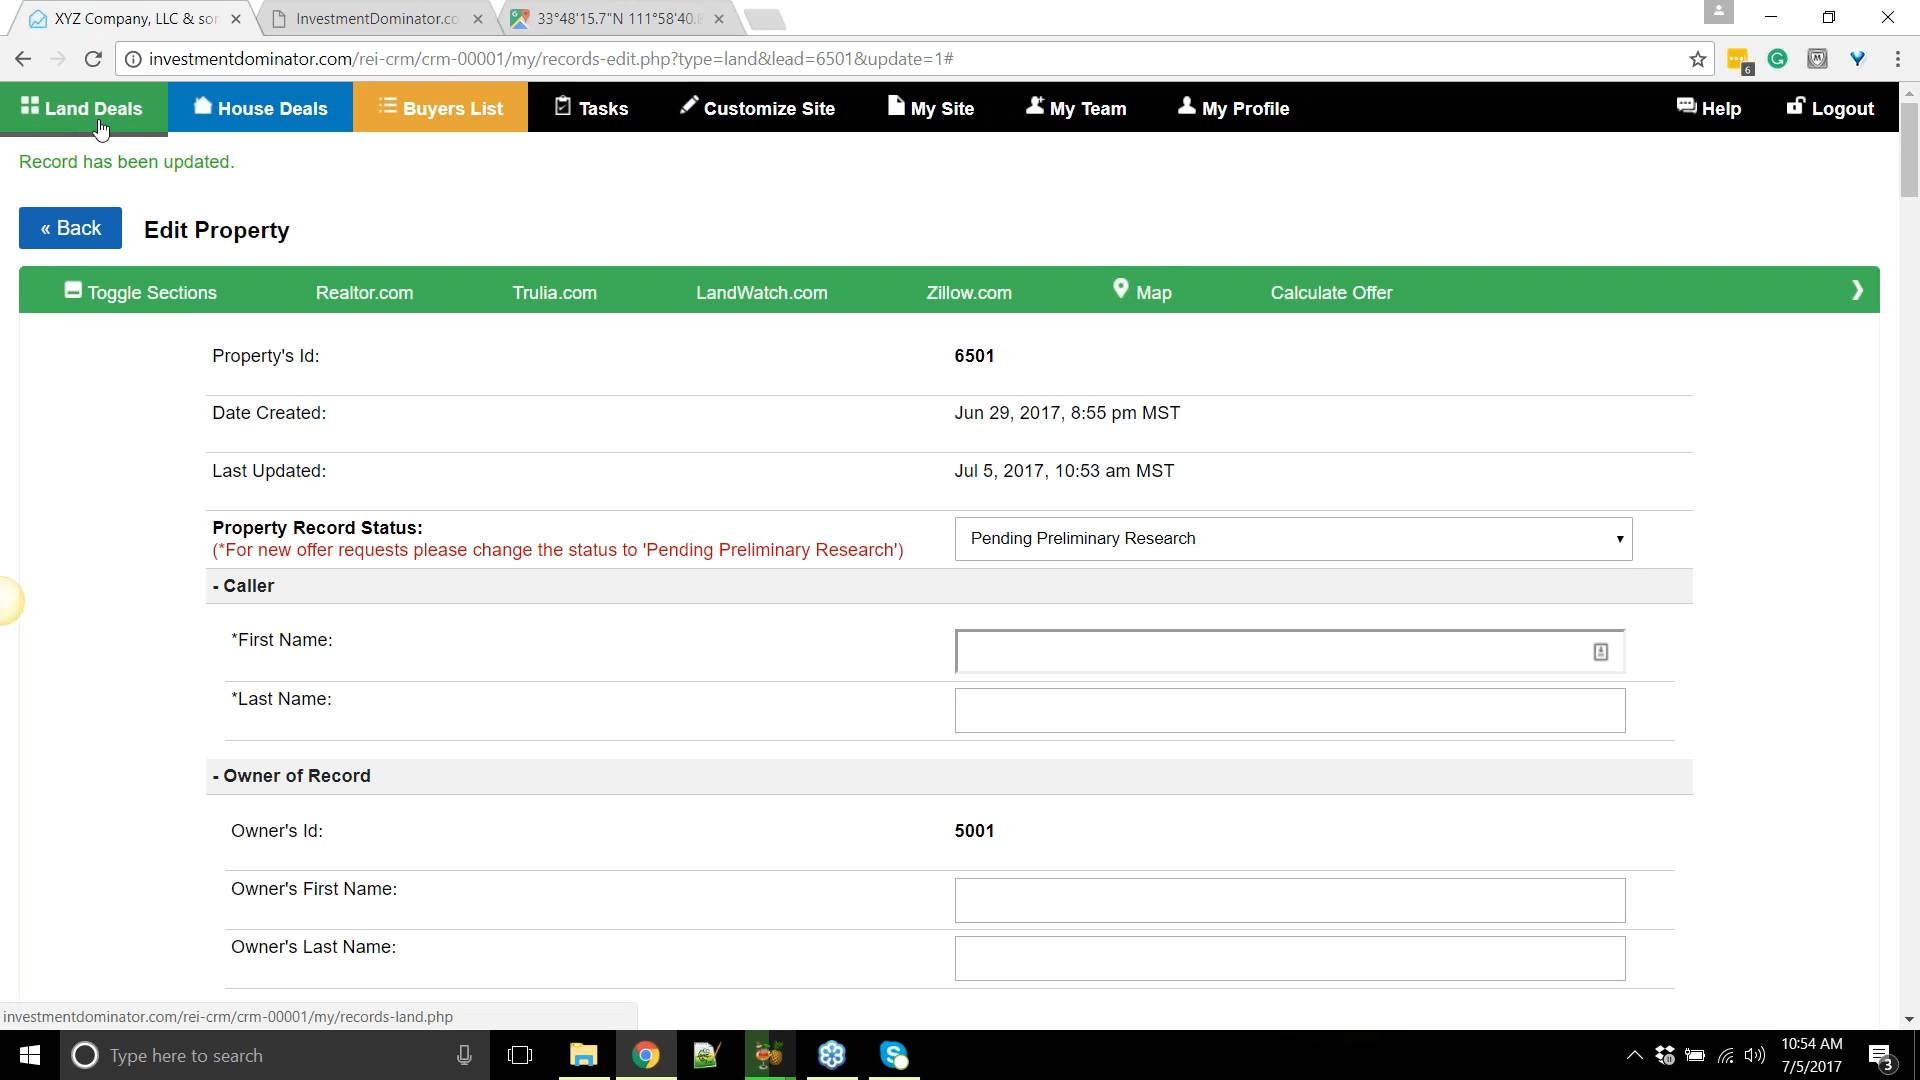 XYZ Company, LLC & so
InvestmentDominator.co
33°48'15.7"N 111°58'40.8
investmentdominator.com/rei-crm/crm-00001/my/records-edit.php?type=land&lead=6501&update=1#
6
Land Deals
House Deals
Buyers List
Tasks
Customize Site
My Site
My Team
My Profile
Help
Logout
Record has been updated.
« Back
Edit Property
Toggle Sections
Realtor.com
Trulia.com
LandWatch.com
Zillow.com
Map
Calculate Offer
❯
Property's Id:
6501
Date Created:
Jun 29, 2017, 8:55 pm MST
Last Updated:
Jul 5, 2017, 10:53 am MST
Property Record Status:
(*For new offer requests please change the status to 'Pending Preliminary Research')
Pending Preliminary Research
- Caller
*First Name:
*Last Name:
- Owner of Record
Owner's Id:
5001
Owner's First Name:
Owner's Last Name:
investmentdominator.com/rei-crm/crm-00001/my/records-land.php
Type here to search
10:54 AM
7/5/2017
3